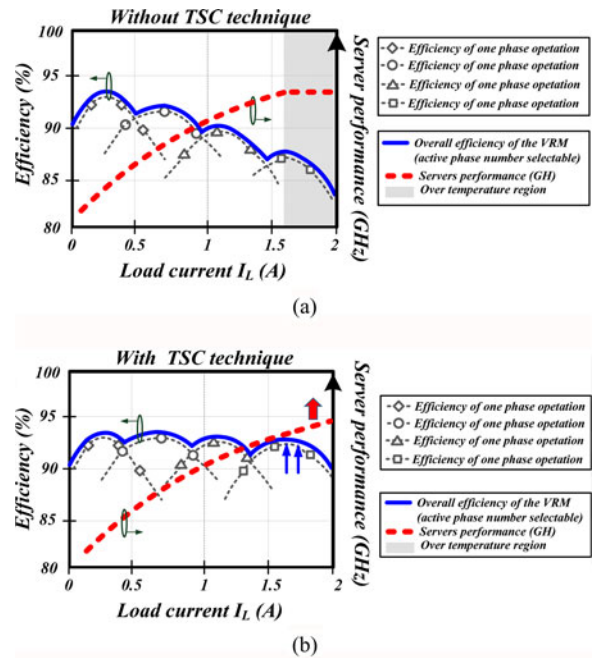 Without TSC technique
100
95
90
85
80
Efficiency (%)
0
0.5
1
1.5
2
Load current I_L (A)
Server performance (GHz)
Efficiency of one phase opetation
Efficiency of one phase opetation
Efficiency of one phase opetation
Efficiency of one phase opetation
Overall efficiency of the VRM
(active phase number selectable)
Servers performance (GH)
Over temperature region
(a)
With TSC technique
100
95
90
85
80
Efficiency (%)
0
0.5
1
1.5
2
Load current I_L (A)
Server performance (GHz)
Efficiency of one phase opetation
Efficiency of one phase opetation
Efficiency of one phase opetation
Efficiency of one phase opetation
Overall efficiency of the VRM
(active phase number selectable)
Servers performance (GH)
Over temperature region
(b)